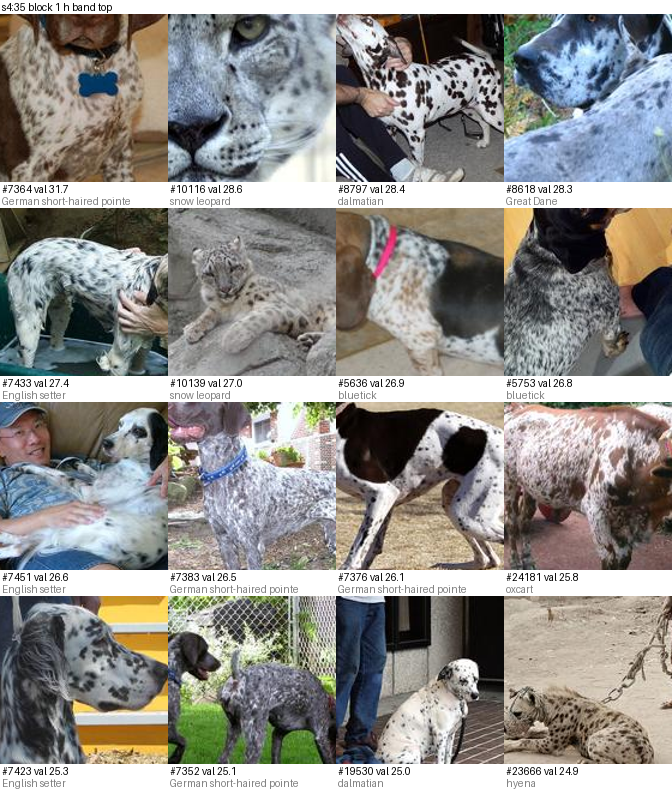 s4:35 block 1 h band top
#7364 val 31.7
German short-haired pointe
#10116 val 28.6
snow leopard
#8797 val 28.4
dalmatian
#8618 val 28.3
Great Dane
#7433 val 27.4
English setter
#10139 val 27.0
snow leopard
#5636 val 26.9
bluetick
#5753 val 26.8
bluetick
#7451 val 26.6
English setter
#7383 val 26.5
German short-haired pointe
#7376 val 26.1
German short-haired pointe
#24181 val 25.8
oxcart
#7423 val 25.3
English setter
#7352 val 25.1
German short-haired pointe
#19530 val 25.0
dalmatian
#23666 val 24.9
hyena